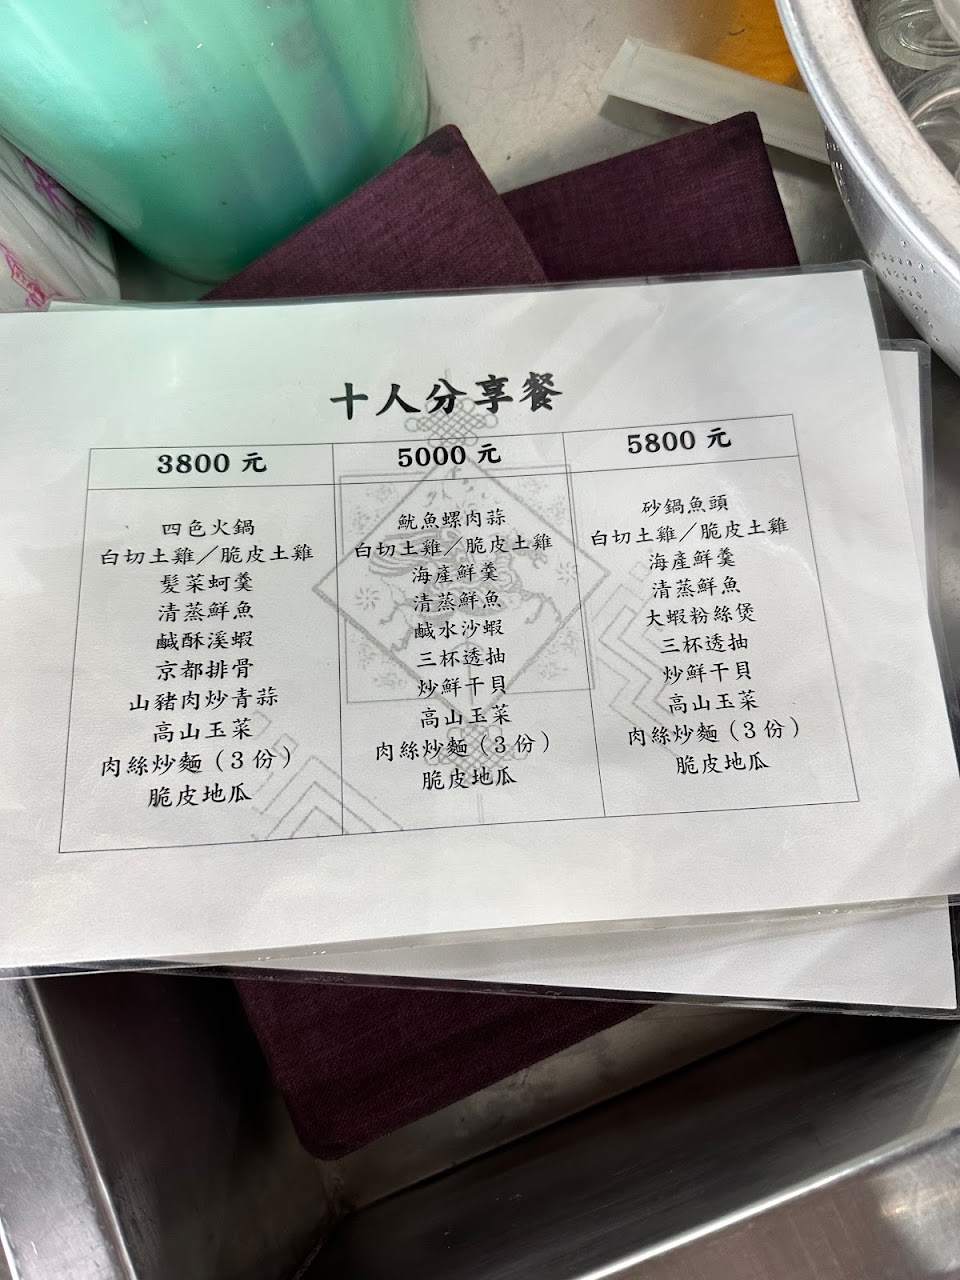 十人分享餐
3800 元
四色火鍋
白切土雞／脆皮土雞
髮菜蚵羹
清蒸鮮魚
鹹酥溪蝦
京都排骨
山豬肉炒青蒜
高山玉菜
肉絲炒麵（3 份）
脆皮地瓜
5000 元
魷魚螺肉蒜
白切土雞／脆皮土雞
海產鮮羹
清蒸鮮魚
鹹水沙蝦
三杯透抽
炒鮮干貝
高山玉菜
肉絲炒麵（3 份）
脆皮地瓜
5800 元
砂鍋魚頭
白切土雞／脆皮土雞
海產鮮羹
清蒸鮮魚
大蝦粉絲煲
三杯透抽
炒鮮干貝
高山玉菜
肉絲炒麵（3 份）
脆皮地瓜